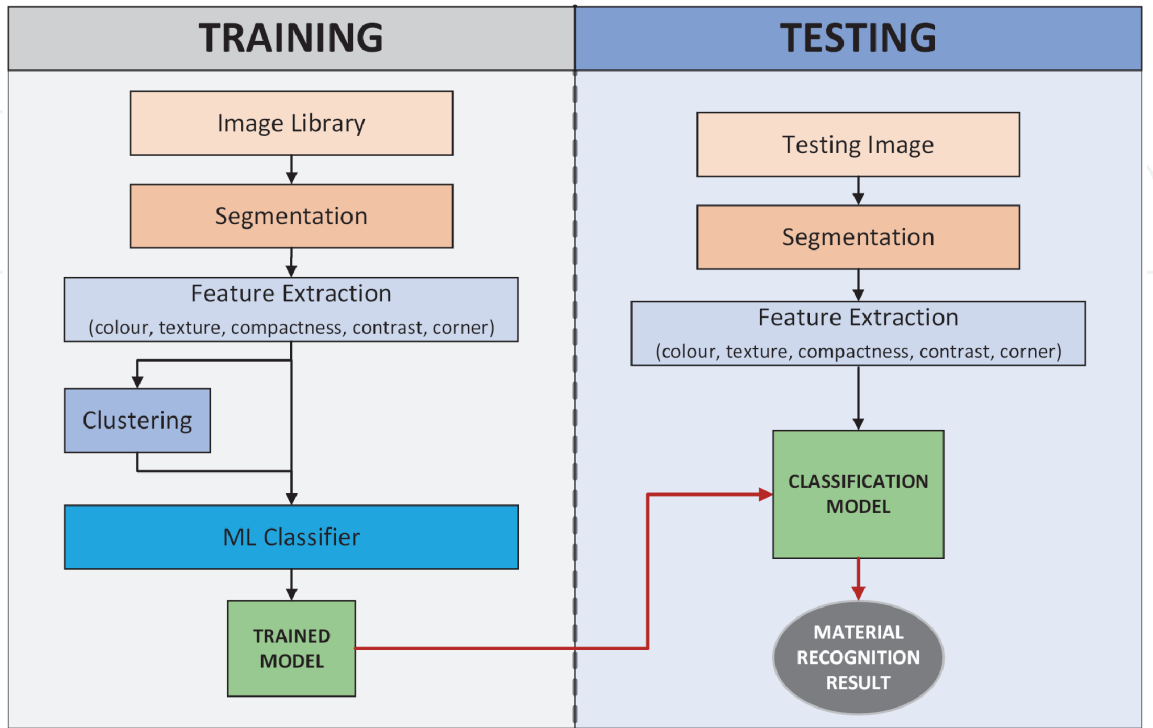 TRAINING
Image Library
Segmentation
Feature Extraction
(colour, texture, compactness, contrast, corner)
Clustering
ML Classifier
TRAINED
MODEL
TESTING
Testing Image
Segmentation
Feature Extraction
(colour, texture, compactness, contrast, corner)
CLASSIFICATION
MODEL
MATERIAL
RECOGNITION
RESULT